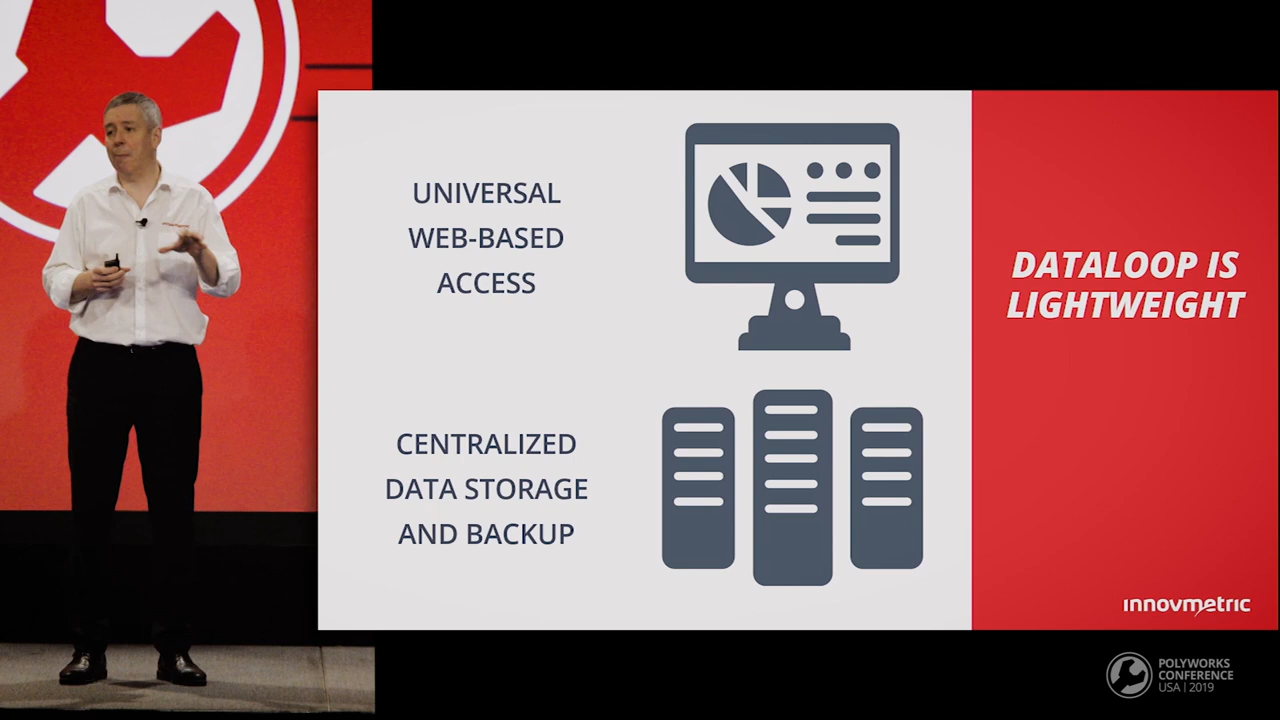 UNIVERSAL
WEB-BASED
ACCESS
CENTRALIZED
DATA STORAGE
AND BACKUP
DATALOOP IS
LIGHTWEIGHT
innovmetric
POLYWORKS
CONFERENCE
USA | 2019